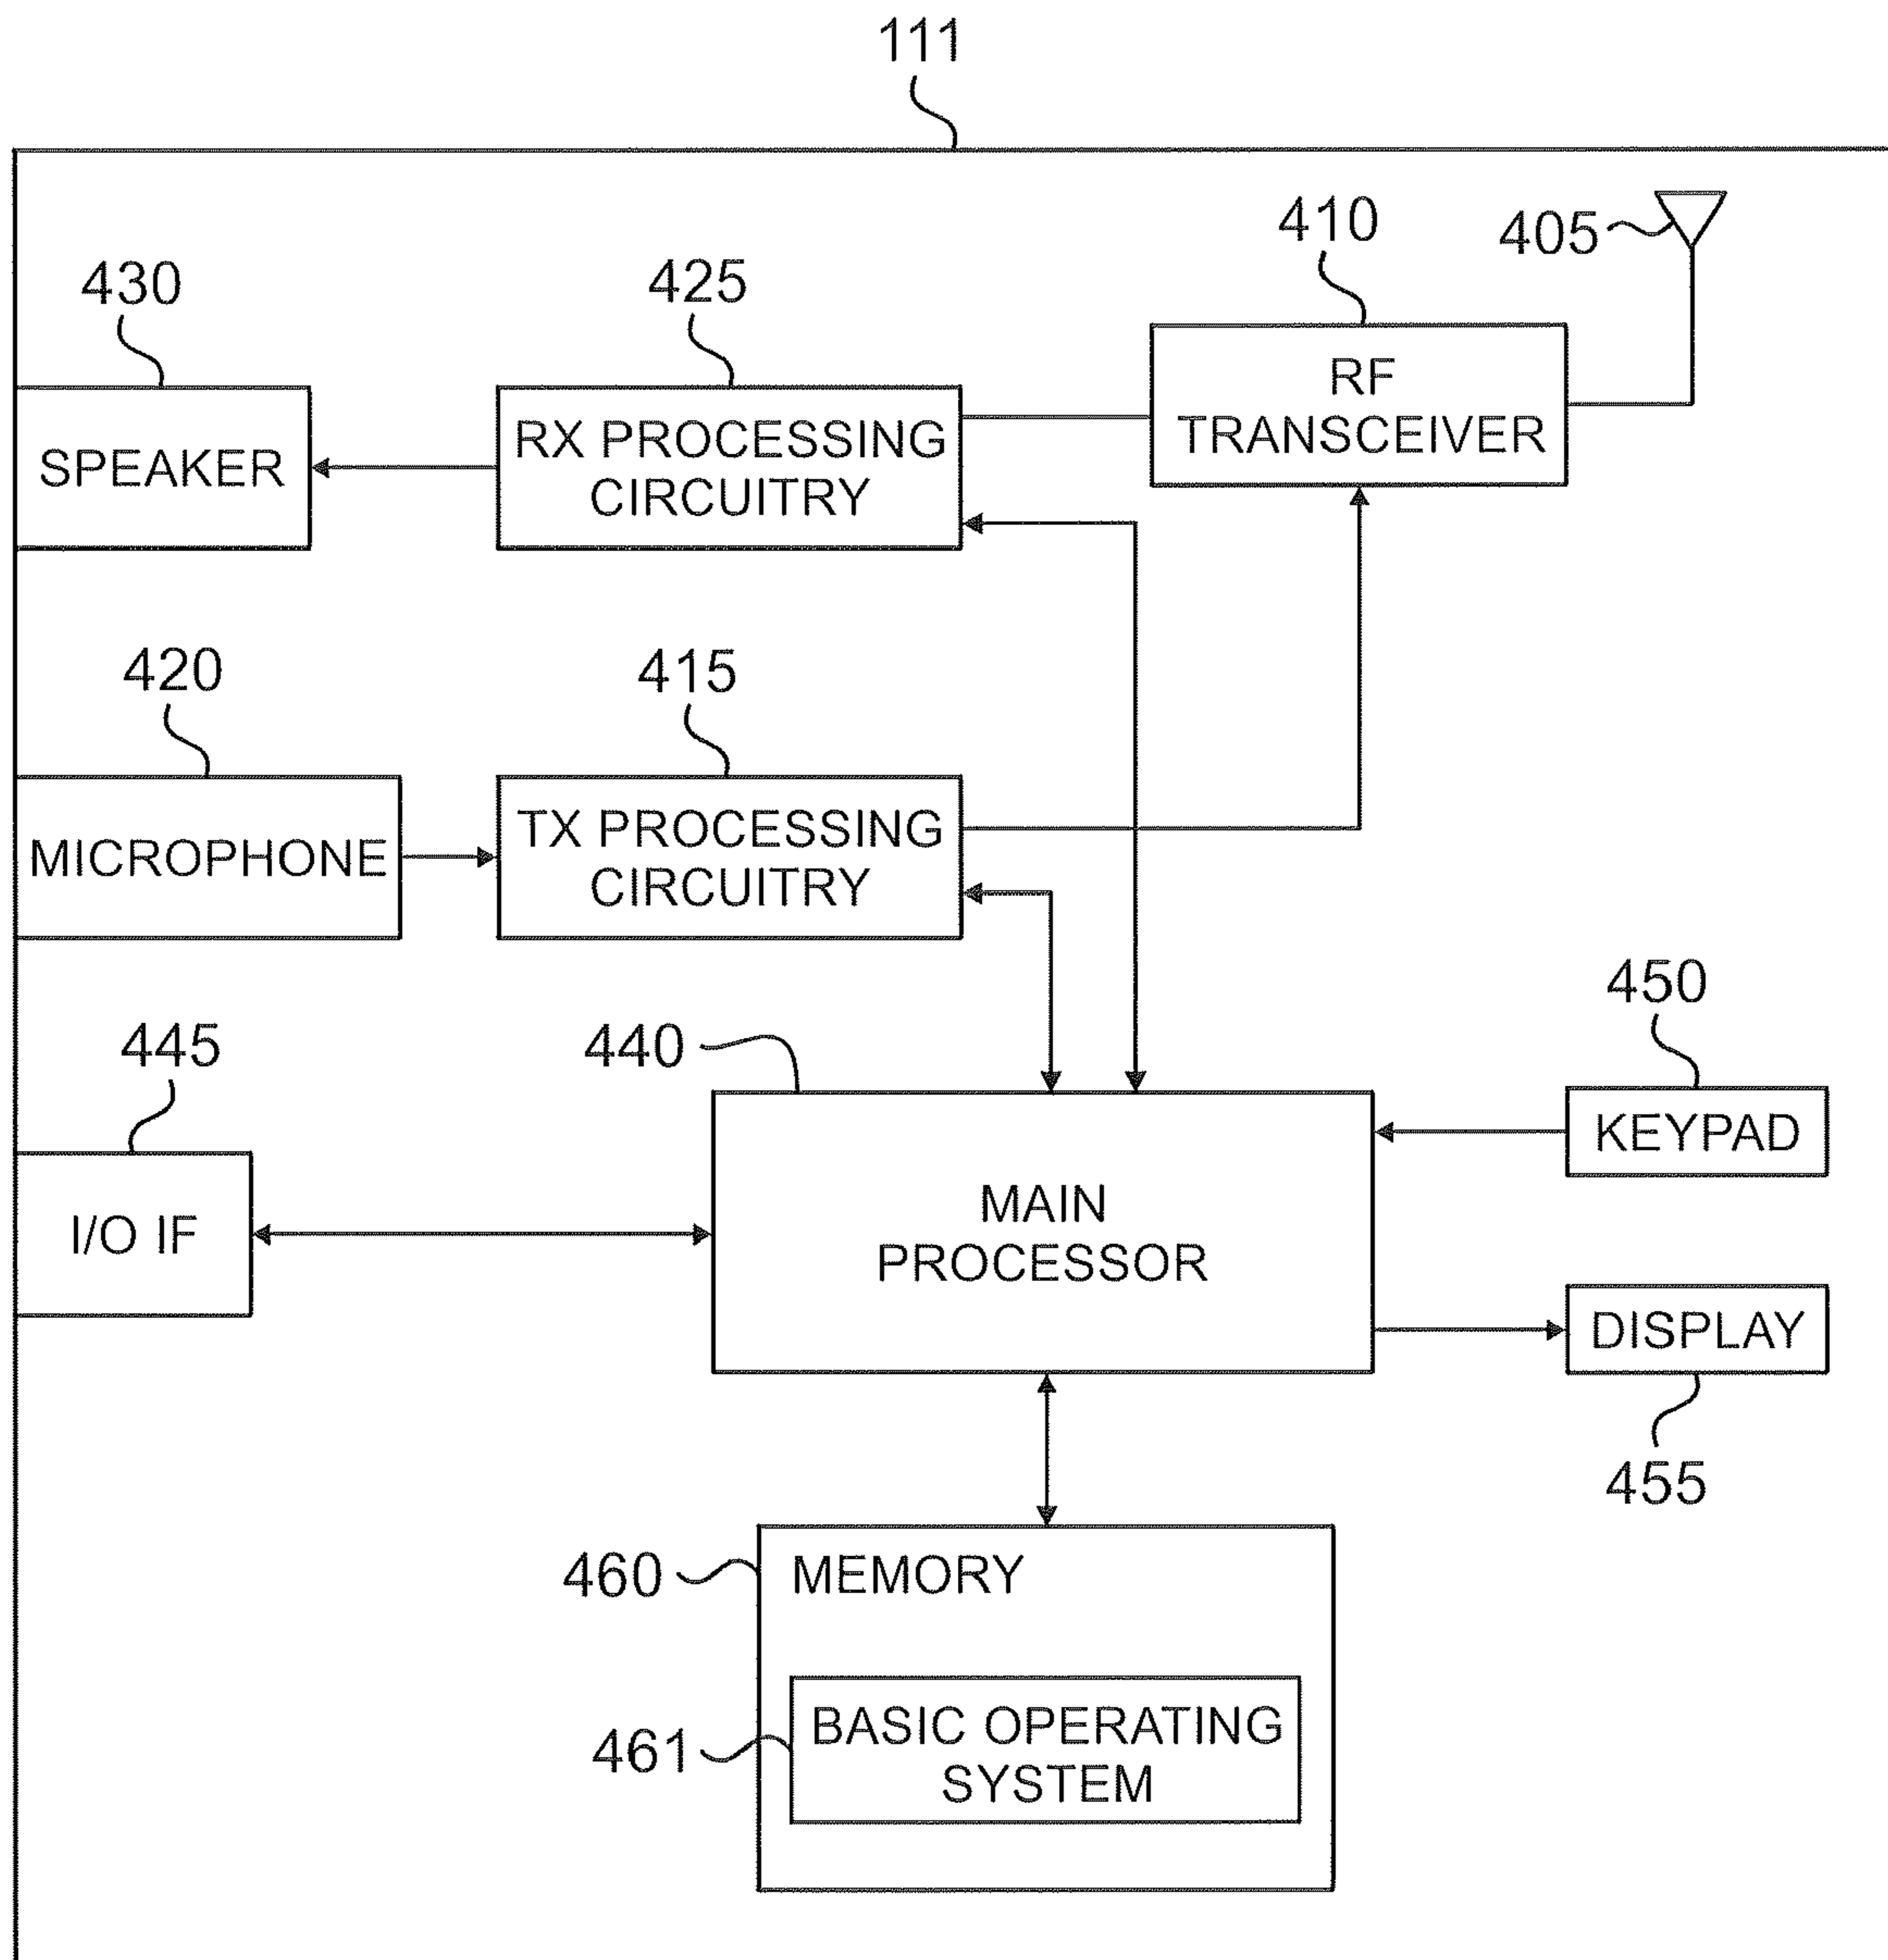 111
410
405
430
425
RF
TRANSCEIVER
SPEAKER
RX PROCESSING
CIRCUITRY
420
415
MICROPHONE
TX PROCESSING
CIRCUITRY
445
440
450
KEYPAD
I/O IF
MAIN
PROCESSOR
DISPLAY
455
460
MEMORY
461
BASIC OPERATING
SYSTEM